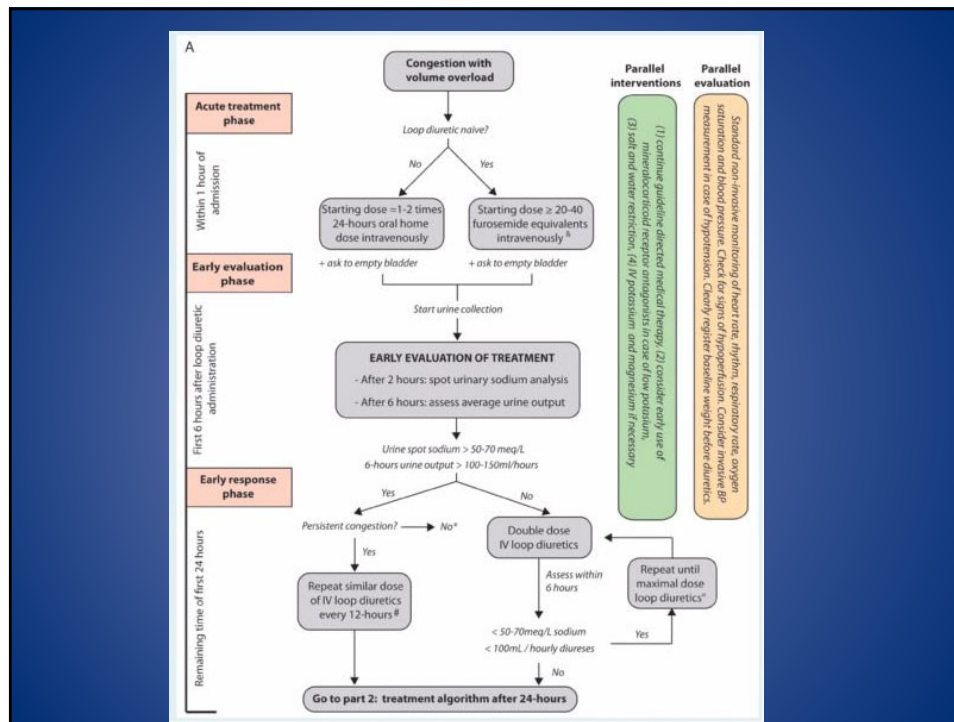 A
Congestion with
volume overload
Acute treatment
phase
Within 1 hour of
admission
Loop diuretic naive?
No
Yes
Starting dose =1-2 times
24-hours oral home
dose intravenously
Starting dose ≥ 20-40
furosemide equivalents
intravenously &
+ ask to empty bladder
+ ask to empty bladder
Early evaluation
phase
First 6 hours after loop diuretic
administration
Start urine collection
EARLY EVALUATION OF TREATMENT
- After 2 hours: spot urinary sodium analysis
- After 6 hours: assess average urine output
Urine spot sodium > 50-70 meq/L
6-hours urine output > 100-150ml/hours
Early response
phase
Remaining time of first 24 hours
Yes
No
Persistent congestion?
No*
Yes
Repeat similar dose
of IV loop diuretics
every 12-hours#
Double dose
IV loop diuretics
Assess within
6 hours
Repeat until
maximal dose
loop diuretics^
< 50-70meq/L sodium
< 100mL / hourly diureses
Yes
No
Go to part 2: treatment algorithm after 24-hours
Parallel
interventions
(1) continue guideline directed medical therapy, (2) consider early use of
mineralocorticoid receptor antagonists in case of low potasium,
(3) salt and water restriction, (4) IV potassium and magnesium if necessary
Parallel
evaluation
Standard non-invasive monitoring of heart rate, rhythm, respiratory rate, oxygen
saturation and blood pressure. Check for signs of hypoperfusion. Consider invasive BP
measurement in case of hypotension. Clearly register baseline weight before diuretics.